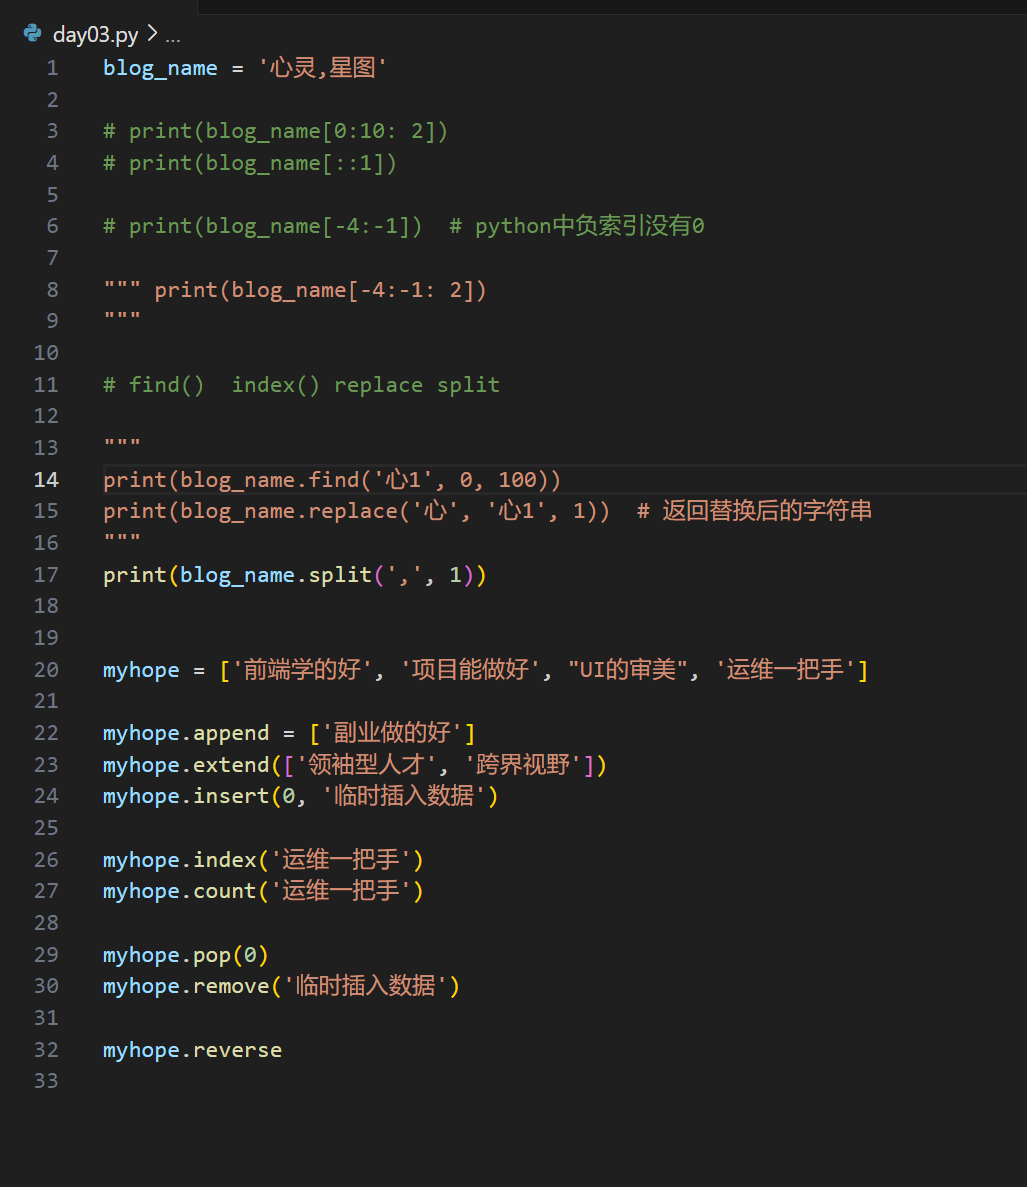 day03.py > ...
1 blog_name = '心灵,星图'
2
3 # print(blog_name[0:10: 2])
4 # print(blog_name[::1])
5
6 # print(blog_name[-4:-1])  # python中负索引没有0
7
8 """ print(blog_name[-4:-1: 2])
9 """
10
11 # find()  index() replace split
12
13 """
14 print(blog_name.find('心1', 0, 100))
15 print(blog_name.replace('心', '心1', 1))  # 返回替换后的字符串
16 """
17 print(blog_name.split(',', 1))
18
19
20 myhope = ['前端学的好', '项目能做好', "UI的审美", '运维一把手']
21
22 myhope.append = ['副业做的好']
23 myhope.extend(['领袖型人才', '跨界视野'])
24 myhope.insert(0, '临时插入数据')
25
26 myhope.index('运维一把手')
27 myhope.count('运维一把手')
28
29 myhope.pop(0)
30 myhope.remove('临时插入数据')
31
32 myhope.reverse
33